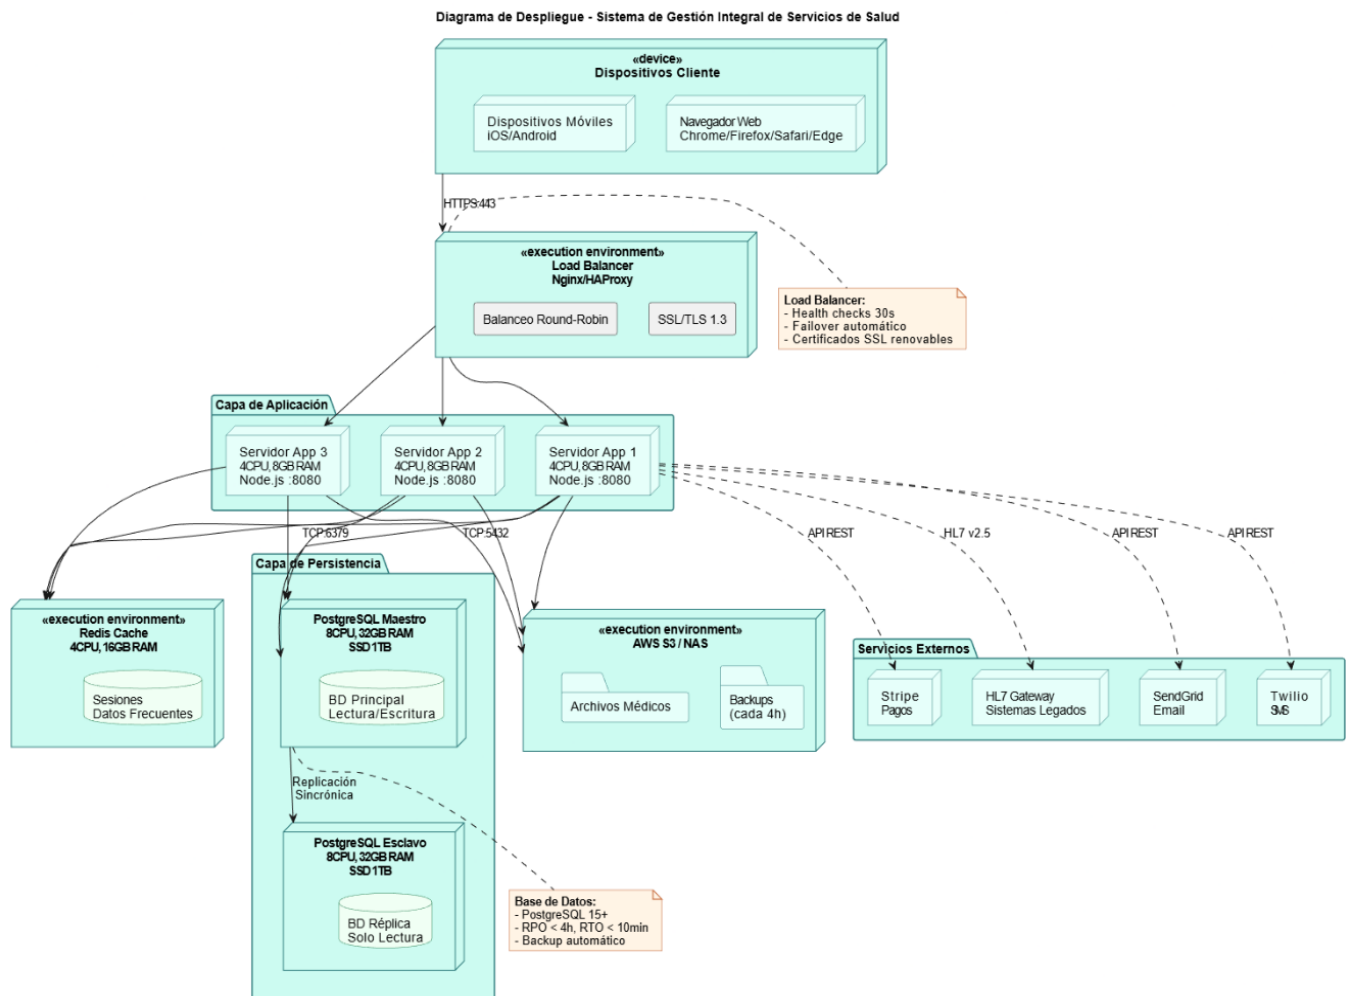 Diagrama de Despliegue - Sistema de Gestión Integral de Servicios de Salud
«device»
Dispositivos Cliente
Dispositivos Móviles
iOS/Android
Navegador Web
Chrome/Firefox/Safari/Edge
HTTPS:443
«execution environment»
Load Balancer
Nginx/HAProxy
Balanceo Round-Robin
SSL/TLS 1.3
Load Balancer:
- Health checks 30s
- Failover automático
- Certificados SSL renovables
Capa de Aplicación
Servidor App 3
4CPU, 8GB RAM
Node.js :8080
Servidor App 2
4CPU, 8GB RAM
Node.js :8080
Servidor App 1
4CPU, 8GB RAM
Node.js :8080
TCP:6379
TCP:5432
API REST
HL7 v2.5
API REST
API REST
Capa de Persistencia
«execution environment»
Redis Cache
4CPU, 16GB RAM
Sesiones
Datos Frecuentes
PostgreSQL Maestro
8CPU, 32GB RAM
SSD 1TB
BD Principal
Lectura/Escritura
«execution environment»
AWS S3 / NAS
Archivos Médicos
Backups
(cada 4h)
Servicios Externos
Stripe
Pagos
HL7 Gateway
Sistemas Legados
SendGrid
Email
Twilio
SMS
Replicación
Sincrónica
PostgreSQL Esclavo
8CPU, 32GB RAM
SSD 1TB
BD Réplica
Solo Lectura
Base de Datos:
- PostgreSQL 15+
- RPO < 4h, RTO < 10min
- Backup automático